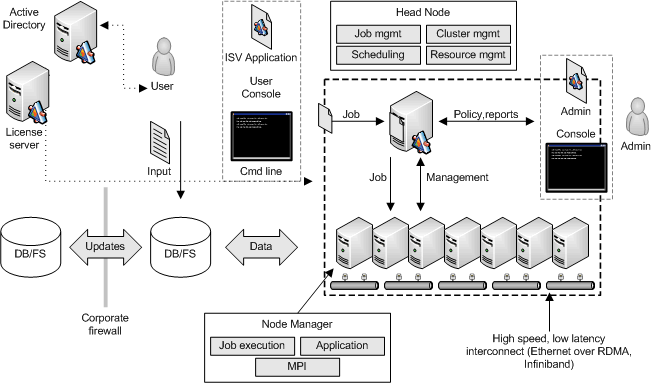 Active
Directory
User
License
server
Input
ISV Application
User
Console
Cmd line
Head Node
Job mgmt
Cluster mgmt
Scheduling
Resource mgmt
Job
Policy,reports
Admin
Console
Admin
Job
Management
DB/FS
Updates
DB/FS
Data
Corporate
firewall
Node Manager
Job execution
Application
MPI
High speed, low latency
interconnect (Ethernet over RDMA,
Infiniband)